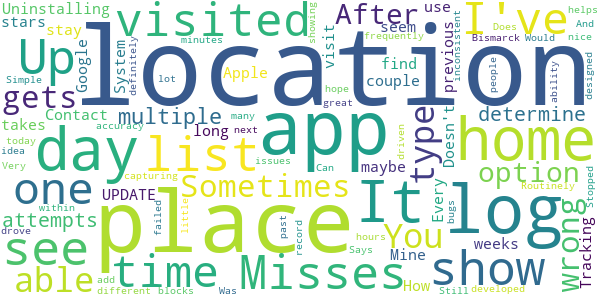 Uninstalling visited After I've use Does helps
stars stay Up Google System definitely minutes showing visit seem find couple previous frequently inconsistent And Bismarck Would nice
location people ability designed
gets Simple Apple lot hope great
Contact multiple app type Doesn't home determine
takes many long next
today accuracy maybe option
idea Very day list issues Can driven Every Routinely
capturing
one UPDATE Sometimes It log wrong Tracking Stopped
see attempts place You weeks bugs
within little past record Mine
drove able add time failed Misses hours How show
different blocks Was Says Still developed